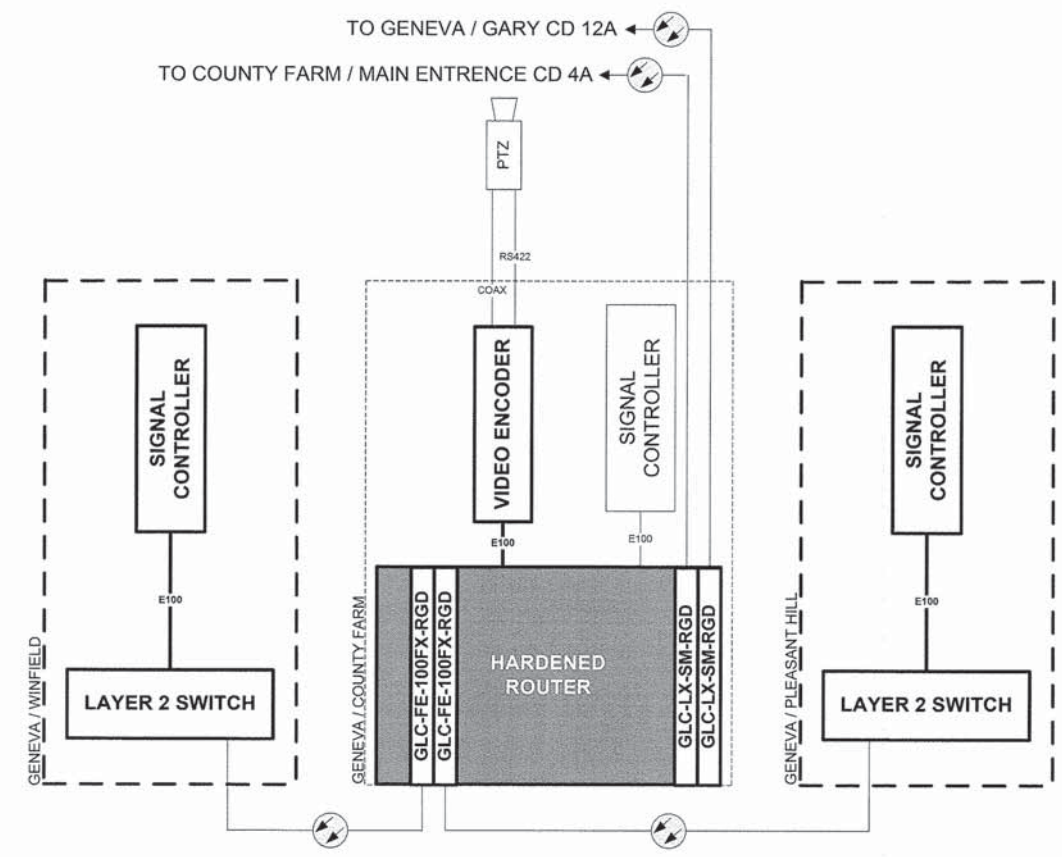 TO GENEVA / GARY CD 12A
TO COUNTY FARM / MAIN ENTRENCE CD 4A
PTZ
RS422
COAX
SIGNAL
CONTROLLER
E100
LAYER 2 SWITCH
GENEVA / WINFIELD
VIDEO ENCODER
E100
SIGNAL
CONTROLLER
E100
GENEVA / COUNTY FARM
GLC-FE-100FX-RGD
GLC-FE-100FX-RGD
HARDENED
ROUTER
GLC-LX-SM-RGD
GLC-LX-SM-RGD
SIGNAL
CONTROLLER
E100
LAYER 2 SWITCH
GENEVA / PLEASANT HILL